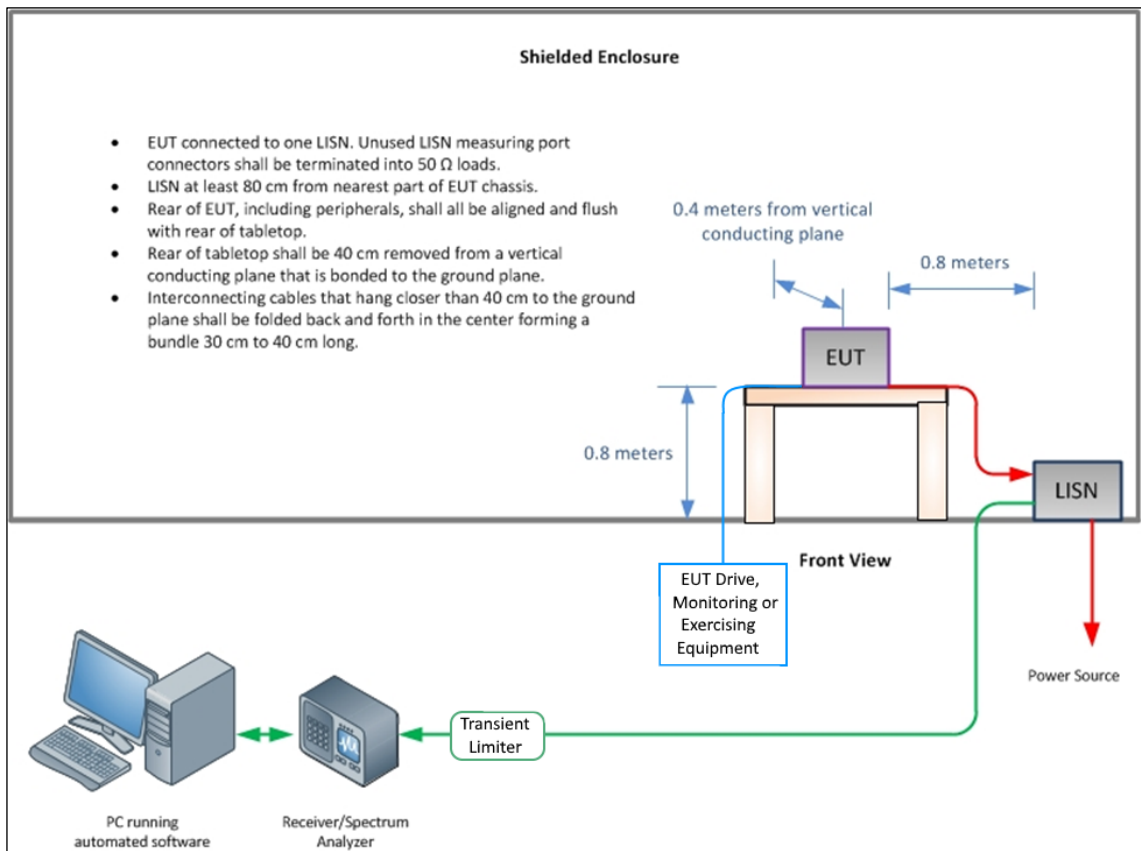 Shielded Enclosure
• EUT connected to one LISN. Unused LISN measuring port
connectors shall be terminated into 50 Ω loads.
• LISN at least 80 cm from nearest part of EUT chassis.
• Rear of EUT, including peripherals, shall all be aligned and flush
with rear of tabletop.
• Rear of tabletop shall be 40 cm removed from a vertical
conducting plane that is bonded to the ground plane.
• Interconnecting cables that hang closer than 40 cm to the ground
plane shall be folded back and forth in the center forming a
bundle 30 cm to 40 cm long.
0.4 meters from vertical
conducting plane
0.8 meters
EUT
0.8 meters
LISN
Front View
EUT Drive,
Monitoring or
Exercising
Equipment
Power Source
Transient
Limiter
PC running
automated software
Receiver/Spectrum
Analyzer